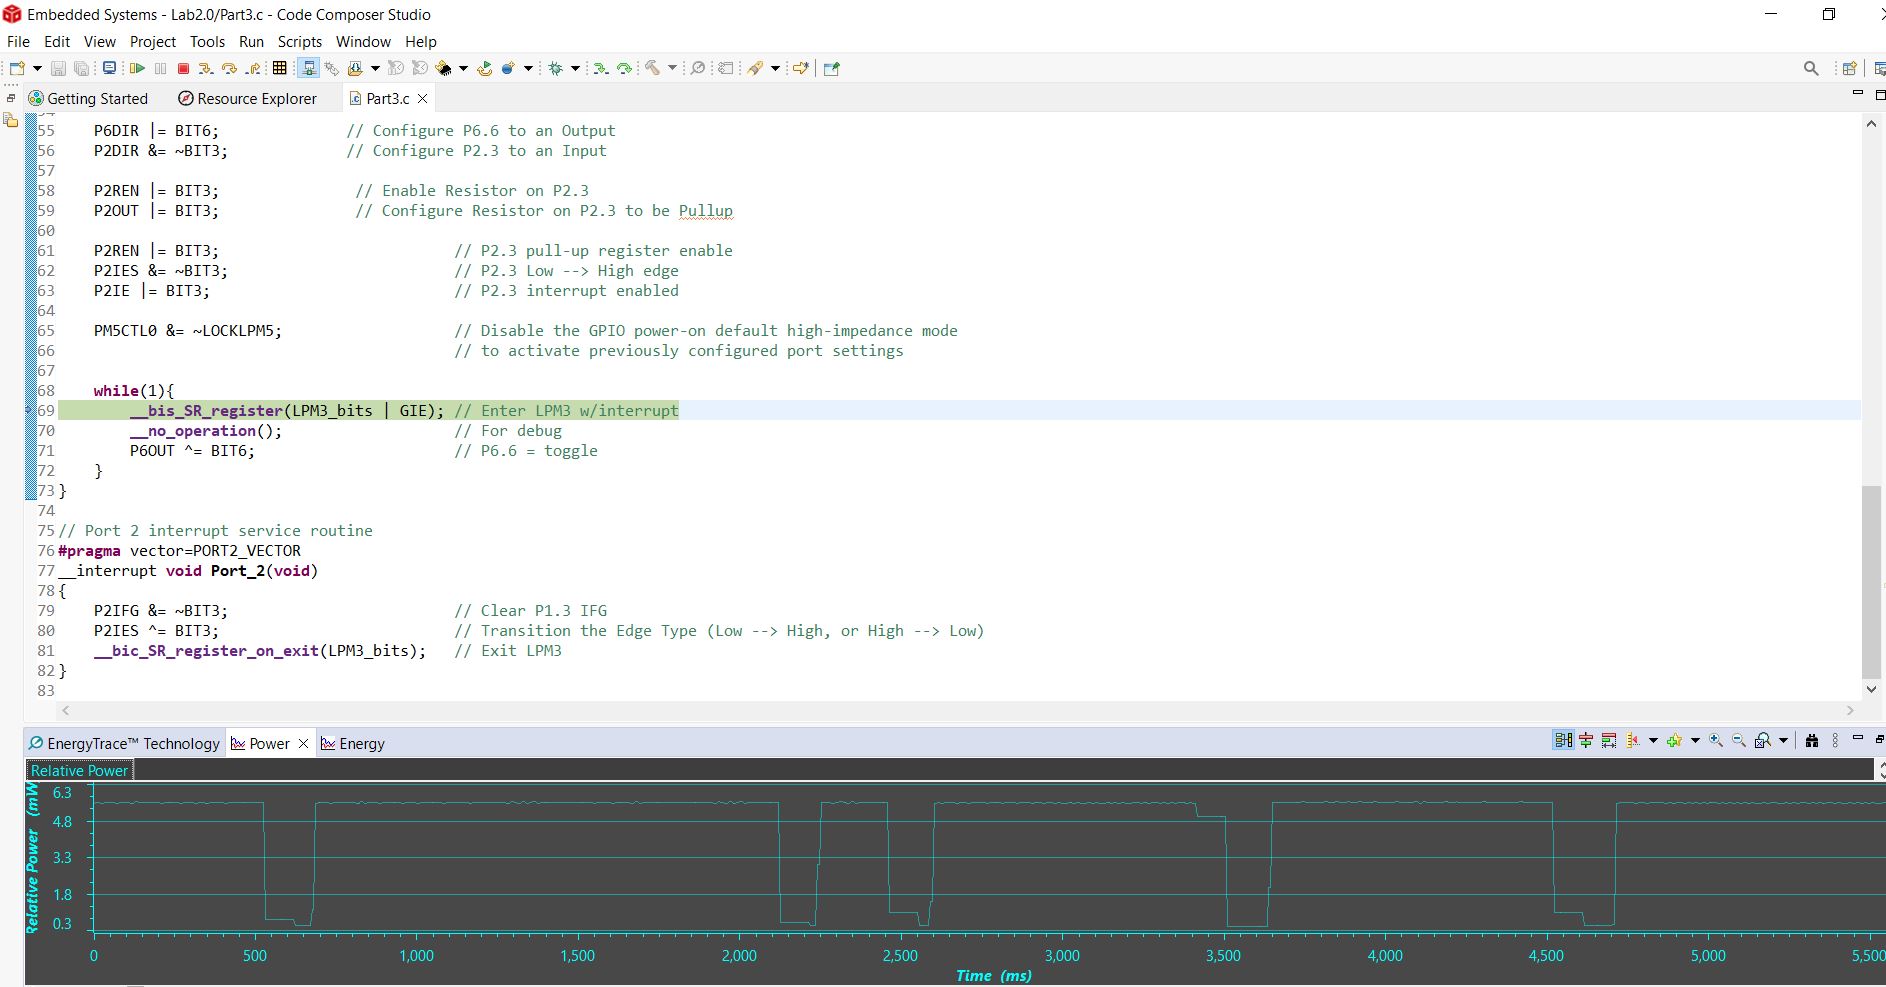 Embedded Systems - Lab2.0/Part3.c - Code Composer Studio
File Edit View Project Tools Run Scripts Window Help
Getting Started Resource Explorer Part3.c
55 P6DIR |= BIT6; // Configure P6.6 to an Output
56 P2DIR &= ~BIT3; // Configure P2.3 to an Input
57
58 P2REN |= BIT3; // Enable Resistor on P2.3
59 P2OUT |= BIT3; // Configure Resistor on P2.3 to be Pullup
60
61 P2REN |= BIT3; // P2.3 pull-up register enable
62 P2IES &= ~BIT3; // P2.3 Low --> High edge
63 P2IE |= BIT3; // P2.3 interrupt enabled
64
65 PM5CTL0 &= ~LOCKLPM5; // Disable the GPIO power-on default high-impedance mode
66 // to activate previously configured port settings
67
68 while(1){
69 __bis_SR_register(LPM3_bits | GIE); // Enter LPM3 w/interrupt
70 __no_operation(); // For debug
71 P6OUT ^= BIT6; // P6.6 = toggle
72 }
73 }
74
75 // Port 2 interrupt service routine
76 #pragma vector=PORT2_VECTOR
77 __interrupt void Port_2(void)
78 {
79 P2IFG &= ~BIT3; // Clear P1.3 IFG
80 P2IES ^= BIT3; // Transition the Edge Type (Low --> High, or High --> Low)
81 __bic_SR_register_on_exit(LPM3_bits); // Exit LPM3
82 }
83
EnergyTrace™ Technology Power Energy
Relative Power
Relative Power (mW
6.3
4.8
3.3
1.8
0.3
0 500 1,000 1,500 2,000 2,500 3,000 3,500 4,000 4,500 5,000 5,500
Time (ms)